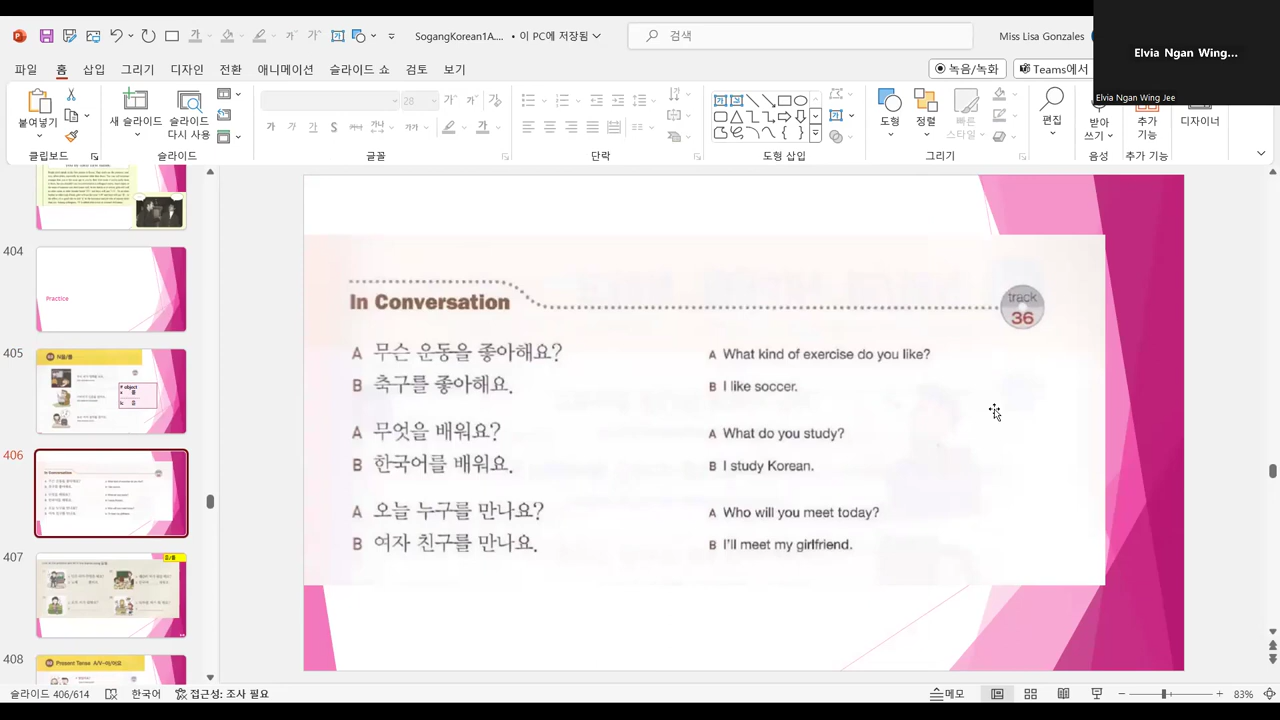 SogangKorean1A... • 이 PC에 저장됨
검색
Miss Lisa Gonzales
Elvia Ngan Wing...
Elvia Ngan Wing Jee
파일 홈 삽입 그리기 디자인 전환 애니메이션 슬라이드 쇼 검토 보기
녹음/녹화
Teams에서
붙여넣기
새 슬라이드
슬라이드 다시 사용
28
도형
정렬
빠른 스타일
편집
받아쓰기
추가 기능
디자이너
클립보드
슬라이드
글꼴
단락
도형 삽입
그리기
음성
추가 기능
404
Practice
405
N을/를
406
In Conversation
407
408
Present Tense A/V-아/어요
In Conversation
track
36
A 무슨 운동을 좋아해요?
A What kind of exercise do you like?
B 축구를 좋아해요.
B I like soccer.
A 무엇을 배워요?
A What do you study?
B 한국어를 배워요.
B I study Korean.
A 오늘 누구를 만나요?
A Who will you meet today?
B 여자 친구를 만나요.
B I'll meet my girlfriend.
슬라이드 406/614
한국어
접근성: 조사 필요
메모
83%